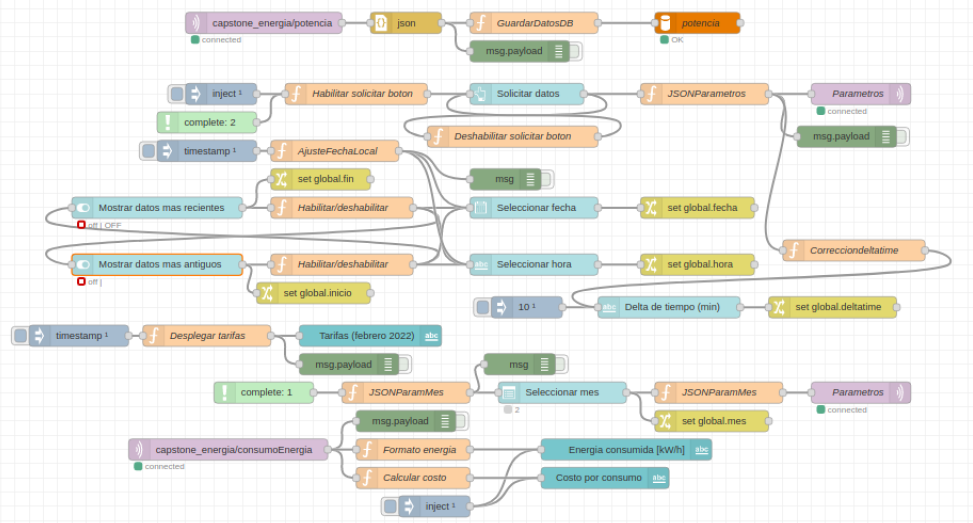 capstone_energia/potencia json GuardarDatosDB potencia
connected OK
msg.payload
inject ¹ Habilitar solicitar boton Solicitar datos JSONParametros Parametros
connected
complete: 2 Deshabilitar solicitar boton msg.payload
timestamp ¹ AjusteFechaLocal
set global.fin msg
Mostrar datos mas recientes Habilitar/deshabilitar Seleccionar fecha set global.fecha
off | OFF
Correcciondeltatime
Mostrar datos mas antiguos Habilitar/deshabilitar abc Seleccionar hora set global.hora
off |
set global.inicio
10 ¹ abc Delta de tiempo (min) set global.deltatime
timestamp ¹ Desplegar tarifas Tarifas (febrero 2022) abc
msg.payload msg
complete: 1 JSONParamMes Seleccionar mes JSONParamMes Parametros
2 connected
msg.payload set global.mes
capstone_energia/consumoEnergia Formato energia Energia consumida [kW/h] abc
connected
Calcular costo Costo por consumo abc
inject ¹